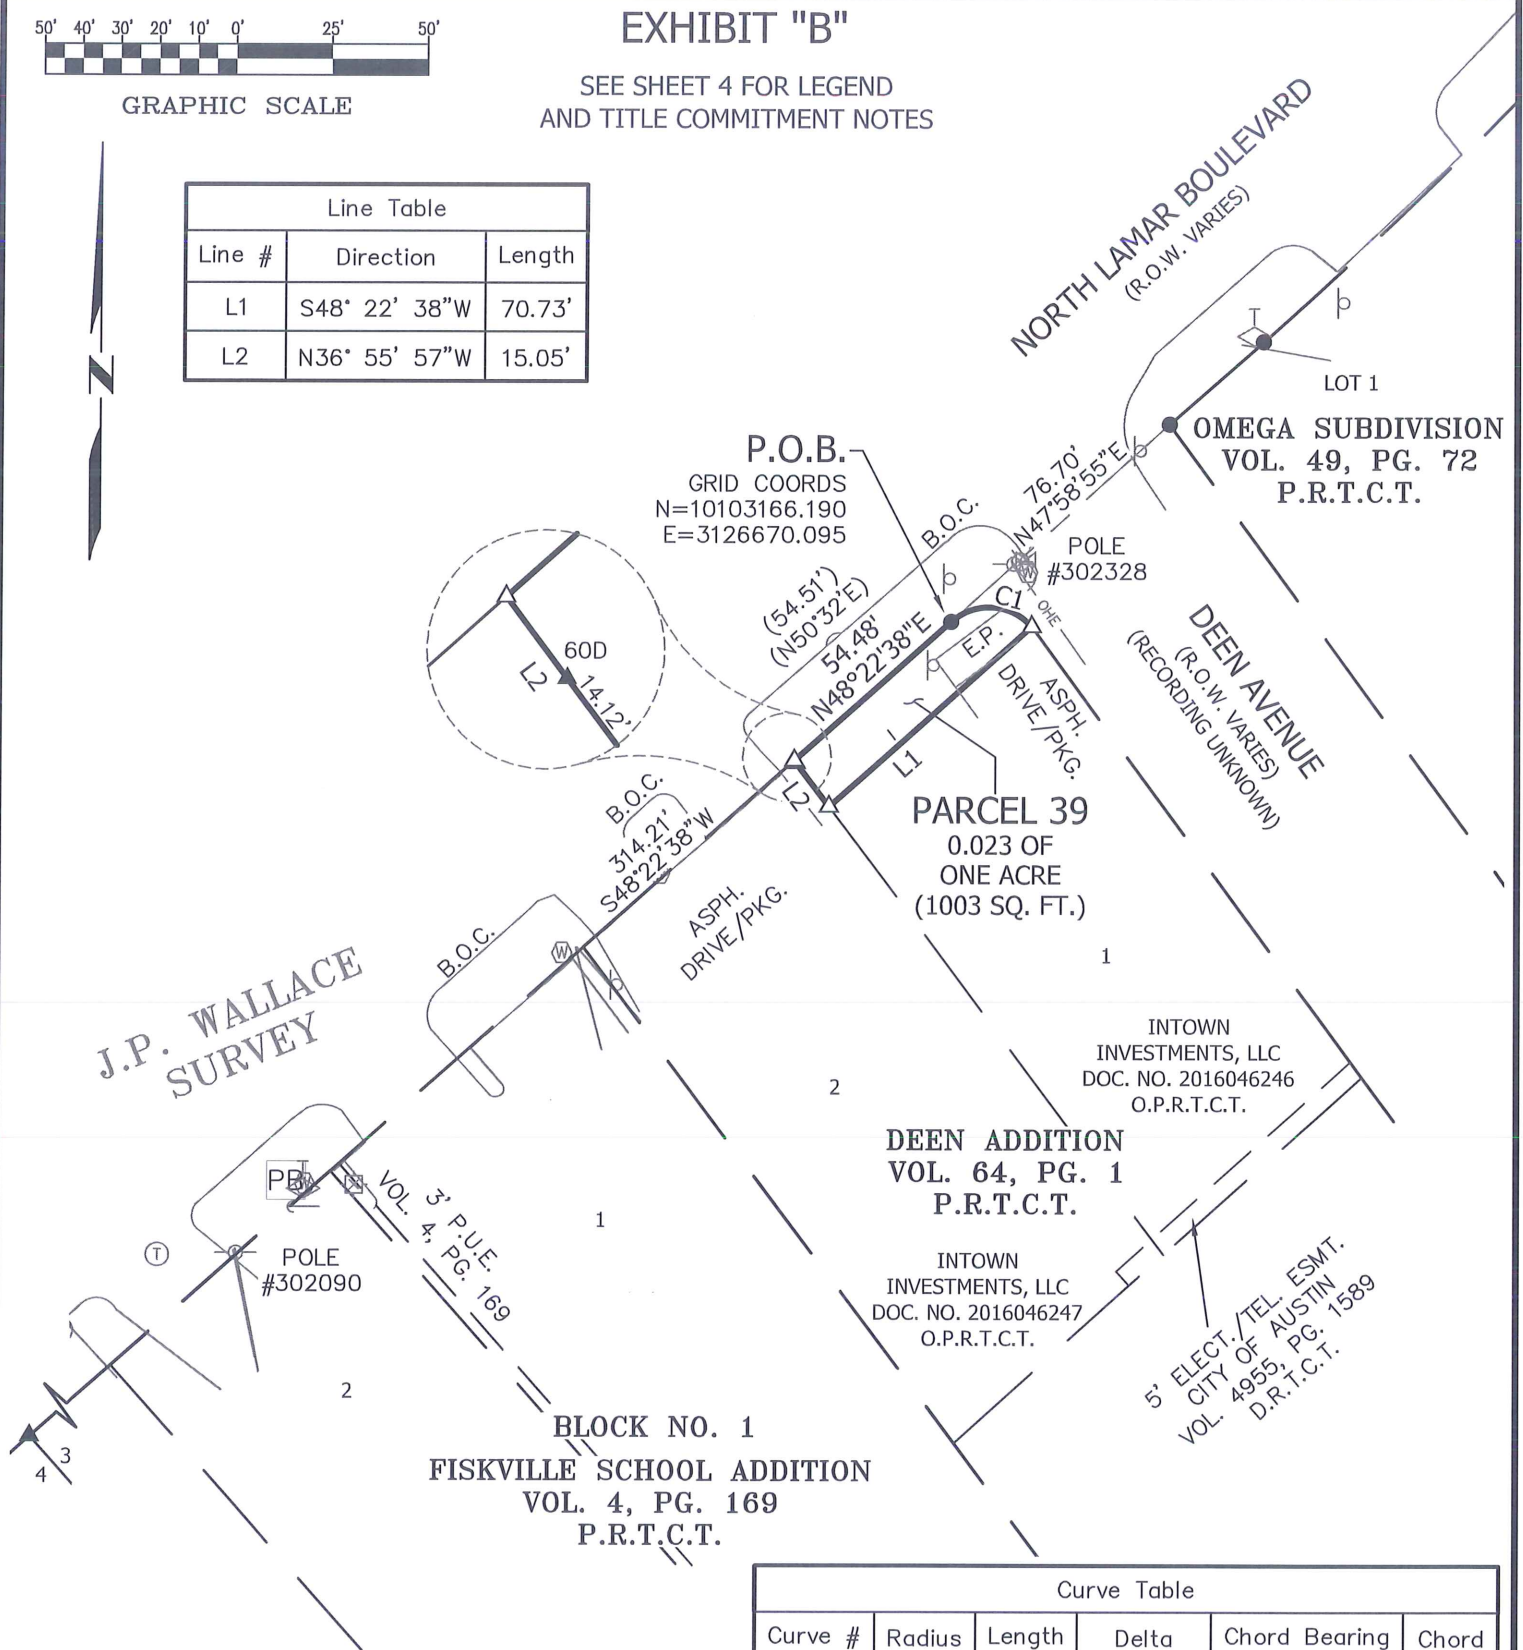 50' 40' 30' 20' 10' 0' 25' 50'
GRAPHIC SCALE
EXHIBIT "B"
SEE SHEET 4 FOR LEGEND
AND TITLE COMMITMENT NOTES
N
Line Table
Line # Direction Length
L1 S48° 22' 38"W 70.73'
L2 N36° 55' 57"W 15.05'
NORTH LAMAR BOULEVARD
(R.O.W. VARIES)
T
LOT 1
OMEGA SUBDIVISION
VOL. 49, PG. 72
P.R.T.C.T.
P.O.B.
GRID COORDS
N=10103166.190
E=3126670.095
76.70'
N47°58'55"E
B.O.C.
POLE
#302328
W
OHE
C1
E.P.
(54.51')
(N50°32'E)
54.48'
N48°22'38"E
60D
L2
14.12'
ASPH.
DRIVE/PKG.
DEEN AVENUE
(R.O.W. VARIES)
(RECORDING UNKNOWN)
L1
L2
PARCEL 39
0.023 OF
ONE ACRE
(1003 SQ. FT.)
B.O.C.
314.21'
S48°22'38"W
ASPH.
DRIVE/PKG.
B.O.C.
W
J.P. WALLACE
SURVEY
1
INTOWN
INVESTMENTS, LLC
DOC. NO. 2016046246
O.P.R.T.C.T.
2
DEEN ADDITION
VOL. 64, PG. 1
P.R.T.C.T.
PB
3' P.U.E.
VOL. 4, PG. 169
1
T
POLE
#302090
INTOWN
INVESTMENTS, LLC
DOC. NO. 2016046247
O.P.R.T.C.T.
5' ELECT./TEL. ESMT.
CITY OF AUSTIN
VOL. 4955, PG. 1589
D.R.T.C.T.
2
3
4
BLOCK NO. 1
FISKVILLE SCHOOL ADDITION
VOL. 4, PG. 169
P.R.T.C.T.
Curve Table
Curve # Radius Length Delta Chord Bearing Chord